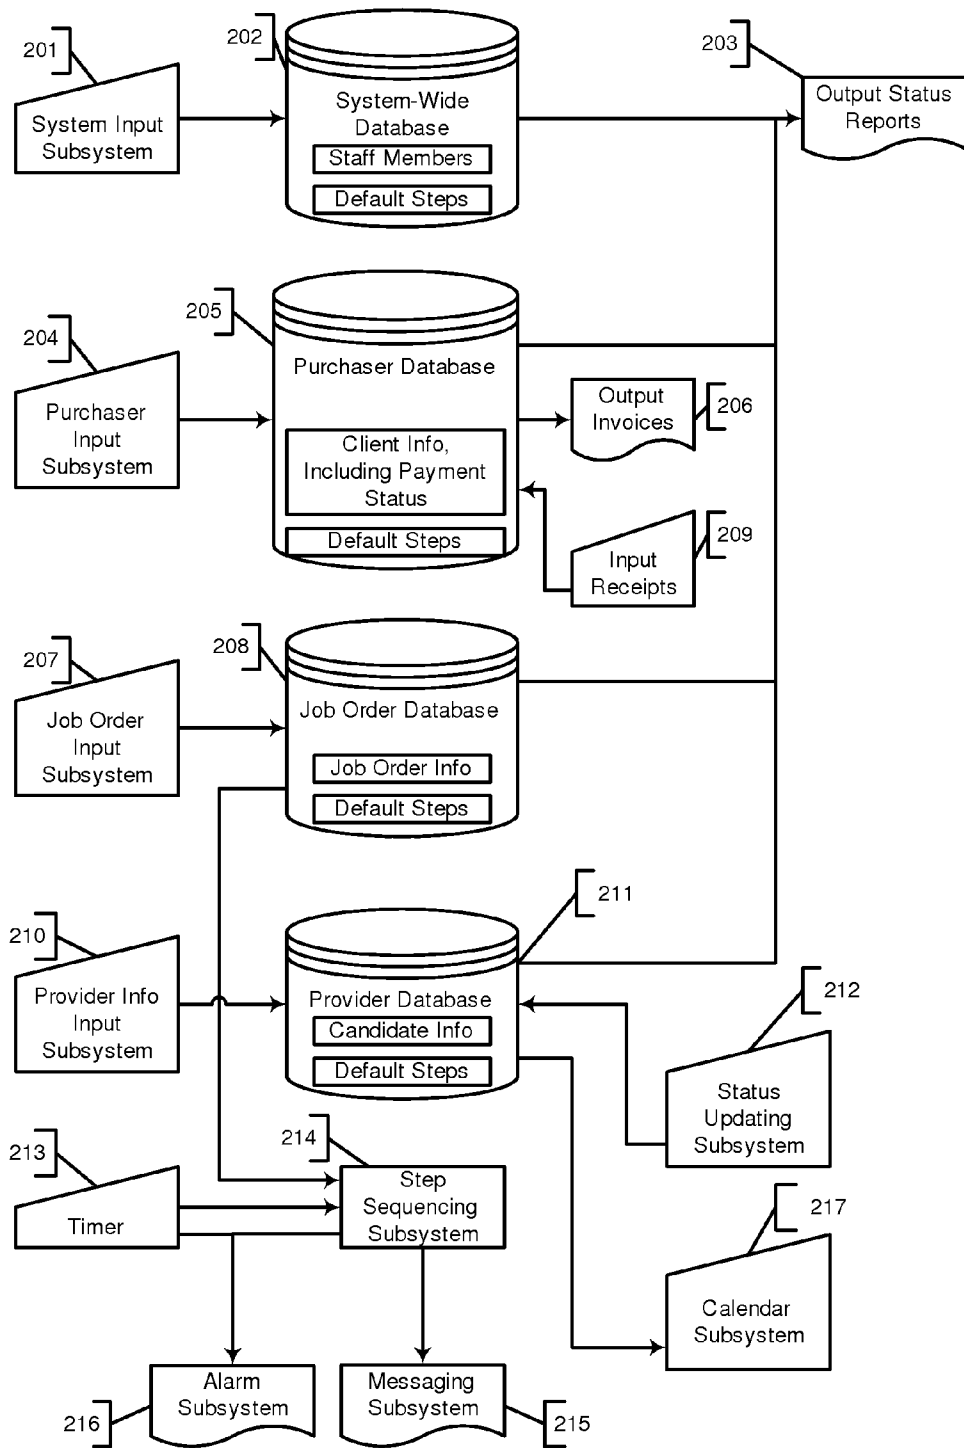 201
202
203
System Input
Subsystem
System-Wide
Database
Staff Members
Default Steps
Output Status
Reports
204
205
Purchaser
Input
Subsystem
Purchaser Database
Client Info,
Including Payment
Status
Default Steps
Output
Invoices
206
209
Input
Receipts
207
208
Job Order
Input
Subsystem
Job Order Database
Job Order Info
Default Steps
210
211
Provider Info
Input
Subsystem
Provider Database
Candidate Info
Default Steps
212
Status
Updating
Subsystem
213
214
Timer
Step
Sequencing
Subsystem
217
Calendar
Subsystem
216
Alarm
Subsystem
Messaging
Subsystem
215